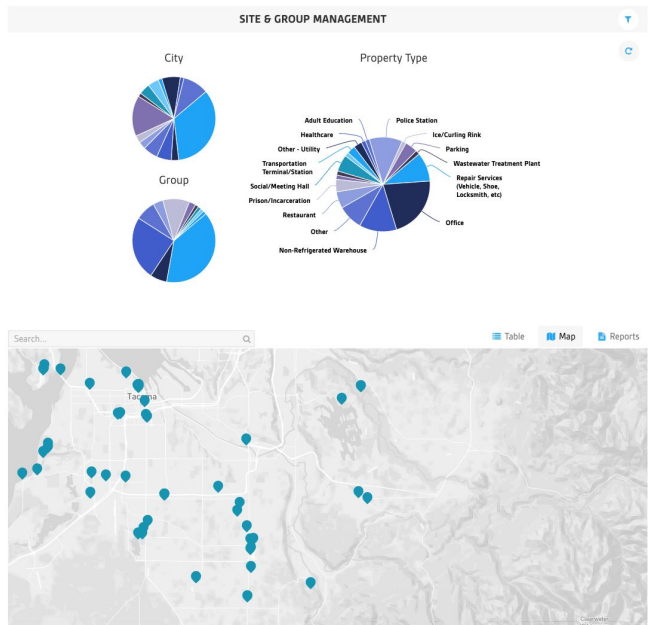 SITE & GROUP MANAGEMENT
City
Property Type
Adult Education
Police Station
Healthcare
Ice/Curling Rink
Other - Utility
Parking
Transportation
Terminal/Station
Wastewater Treatment Plant
Repair Services
(Vehicle, Shoe,
Locksmith, etc)
Group
Social/Meeting Hall
Prison/Incarceration
Restaurant
Office
Other
Non-Refrigerated Warehouse
Search...
Table
Map
Reports
Clearwater